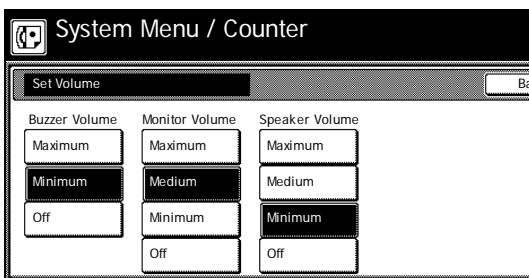 System Menu / Counter
Set Volume
Ba
Buzzer Volume Monitor Volume Speaker Volume
Maximum Maximum Maximum
Minimum Medium Medium
Off Minimum Minimum
Off Off